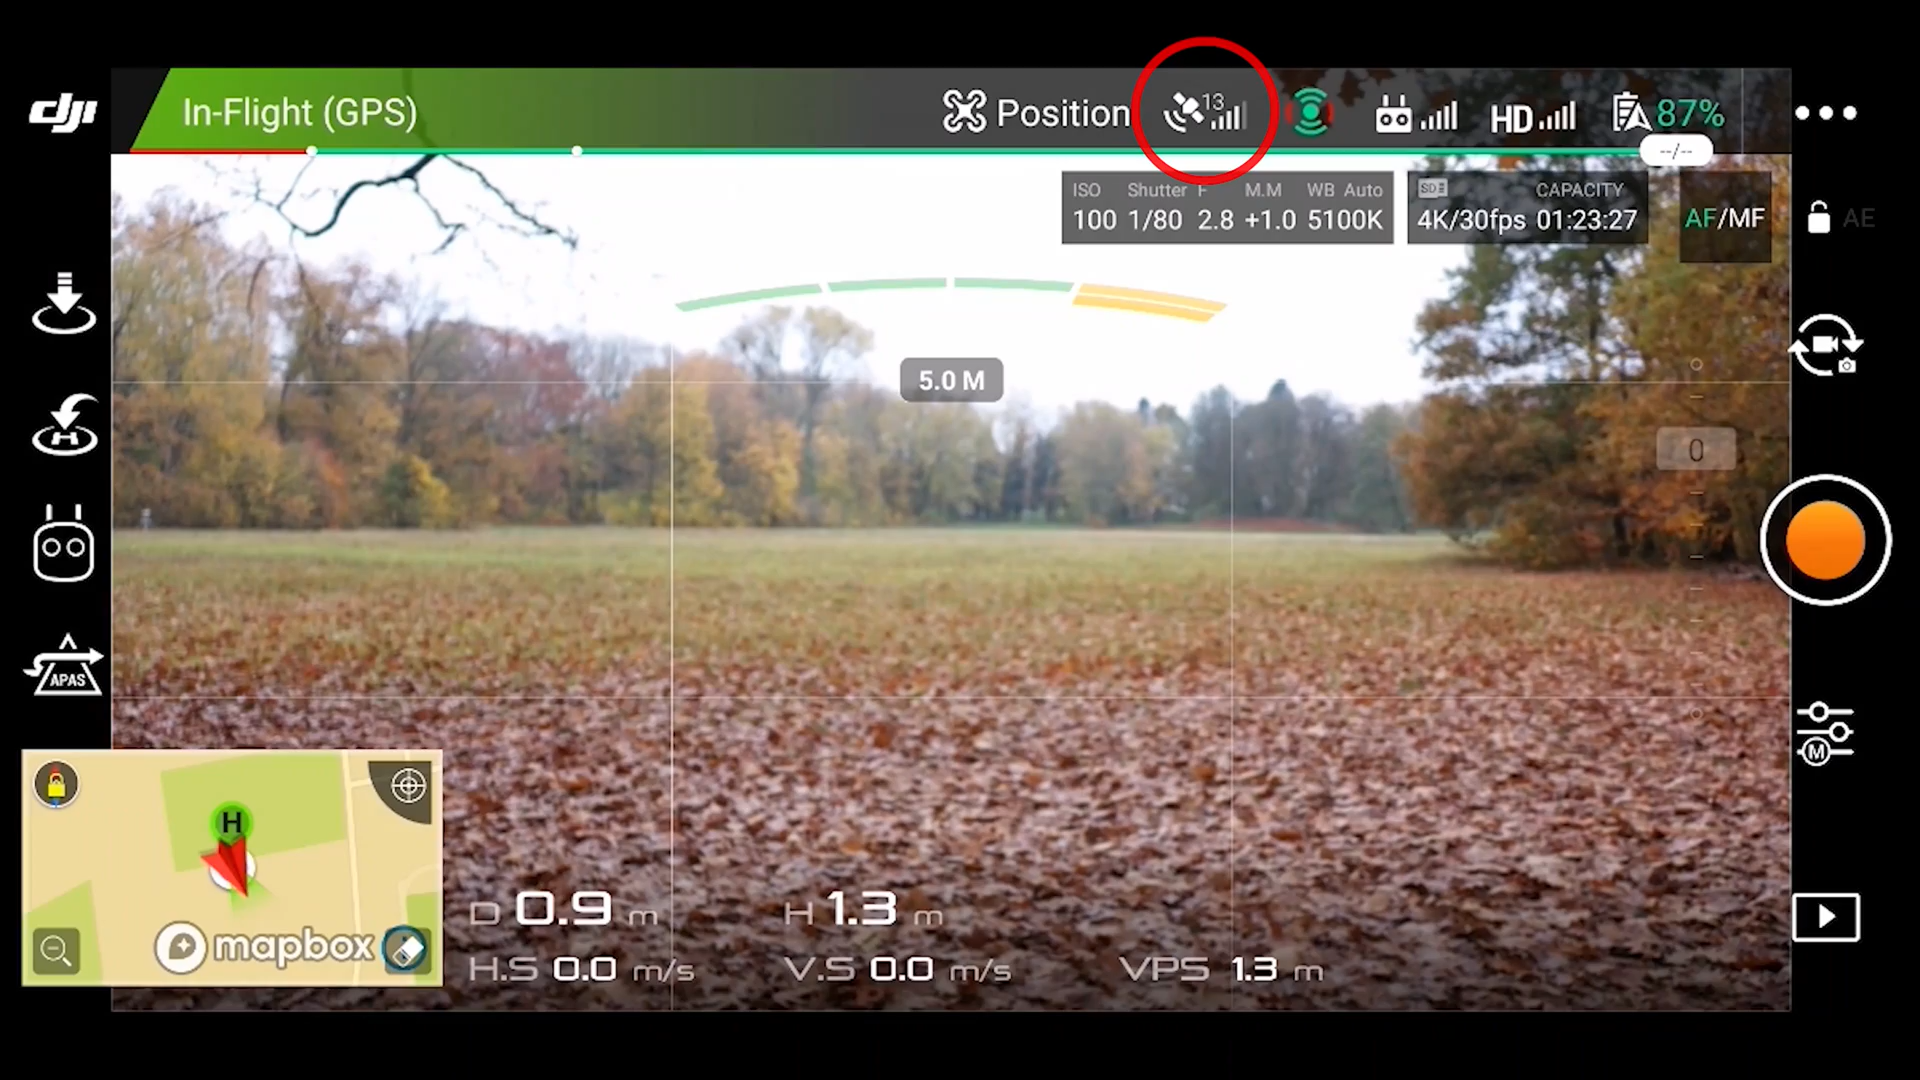 dji
In-Flight (GPS)
Position
13
HD
87%
--/--
ISO Shutter F M.M WB Auto
100 1/80 2.8 +1.0 5100K
SD CAPACITY
4K/30fps 01:23:27
AF/MF
AE
5.0 M
0
APAS
M
H
mapbox
D 0.9 m H 1.3 m
H.S 0.0 m/s V.S 0.0 m/s VPS 1.3 m